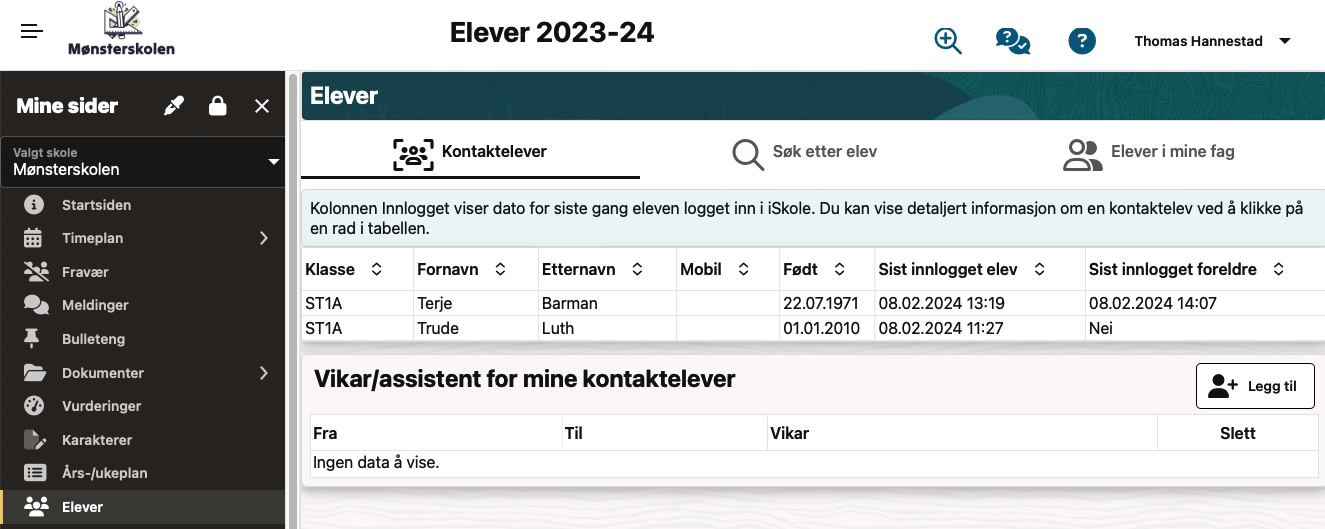 Mønsterskolen
Elever 2023-24
Thomas Hannestad
Mine sider
Valgt skole
Mønsterskolen
Startsiden
Timeplan
Fravær
Meldinger
Bulleteng
Dokumenter
Vurderinger
Karakterer
Års-/ukeplan
Elever
Elever
Kontaktelever
Søk etter elev
Elever i mine fag
Kolonnen Innlogget viser dato for siste gang eleven logget inn i iSkole. Du kan vise detaljert informasjon om en kontaktelev ved å klikke på
en rad i tabellen.
Klasse Fornavn Etternavn Mobil Født Sist innlogget elev Sist innlogget foreldre
ST1A Terje Barman 22.07.1971 08.02.2024 13:19 08.02.2024 14:07
ST1A Trude Luth 01.01.2010 08.02.2024 11:27 Nei
Vikar/assistent for mine kontaktelever
Legg til
Fra Til Vikar Slett
Ingen data å vise.